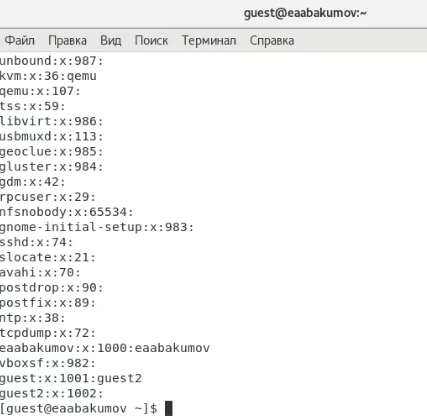 guest@eaabakumov:~
Файл Правка Вид Поиск Терминал Справка
unbound:x:987:
kvm:x:36:qemu
qemu:x:107:
tss:x:59:
libvirt:x:986:
usbmuxd:x:113:
geoclue:x:985:
gluster:x:984:
gdm:x:42:
rpcuser:x:29:
nfsnobody:x:65534:
gnome-initial-setup:x:983:
sshd:x:74:
slocate:x:21:
avahi:x:70:
postdrop:x:90:
postfix:x:89:
ntp:x:38:
tcpdump:x:72:
eaabakumov:x:1000:eaabakumov
vboxsf:x:982:
guest:x:1001:guest2
guest2:x:1002:
[guest@eaabakumov ~]$